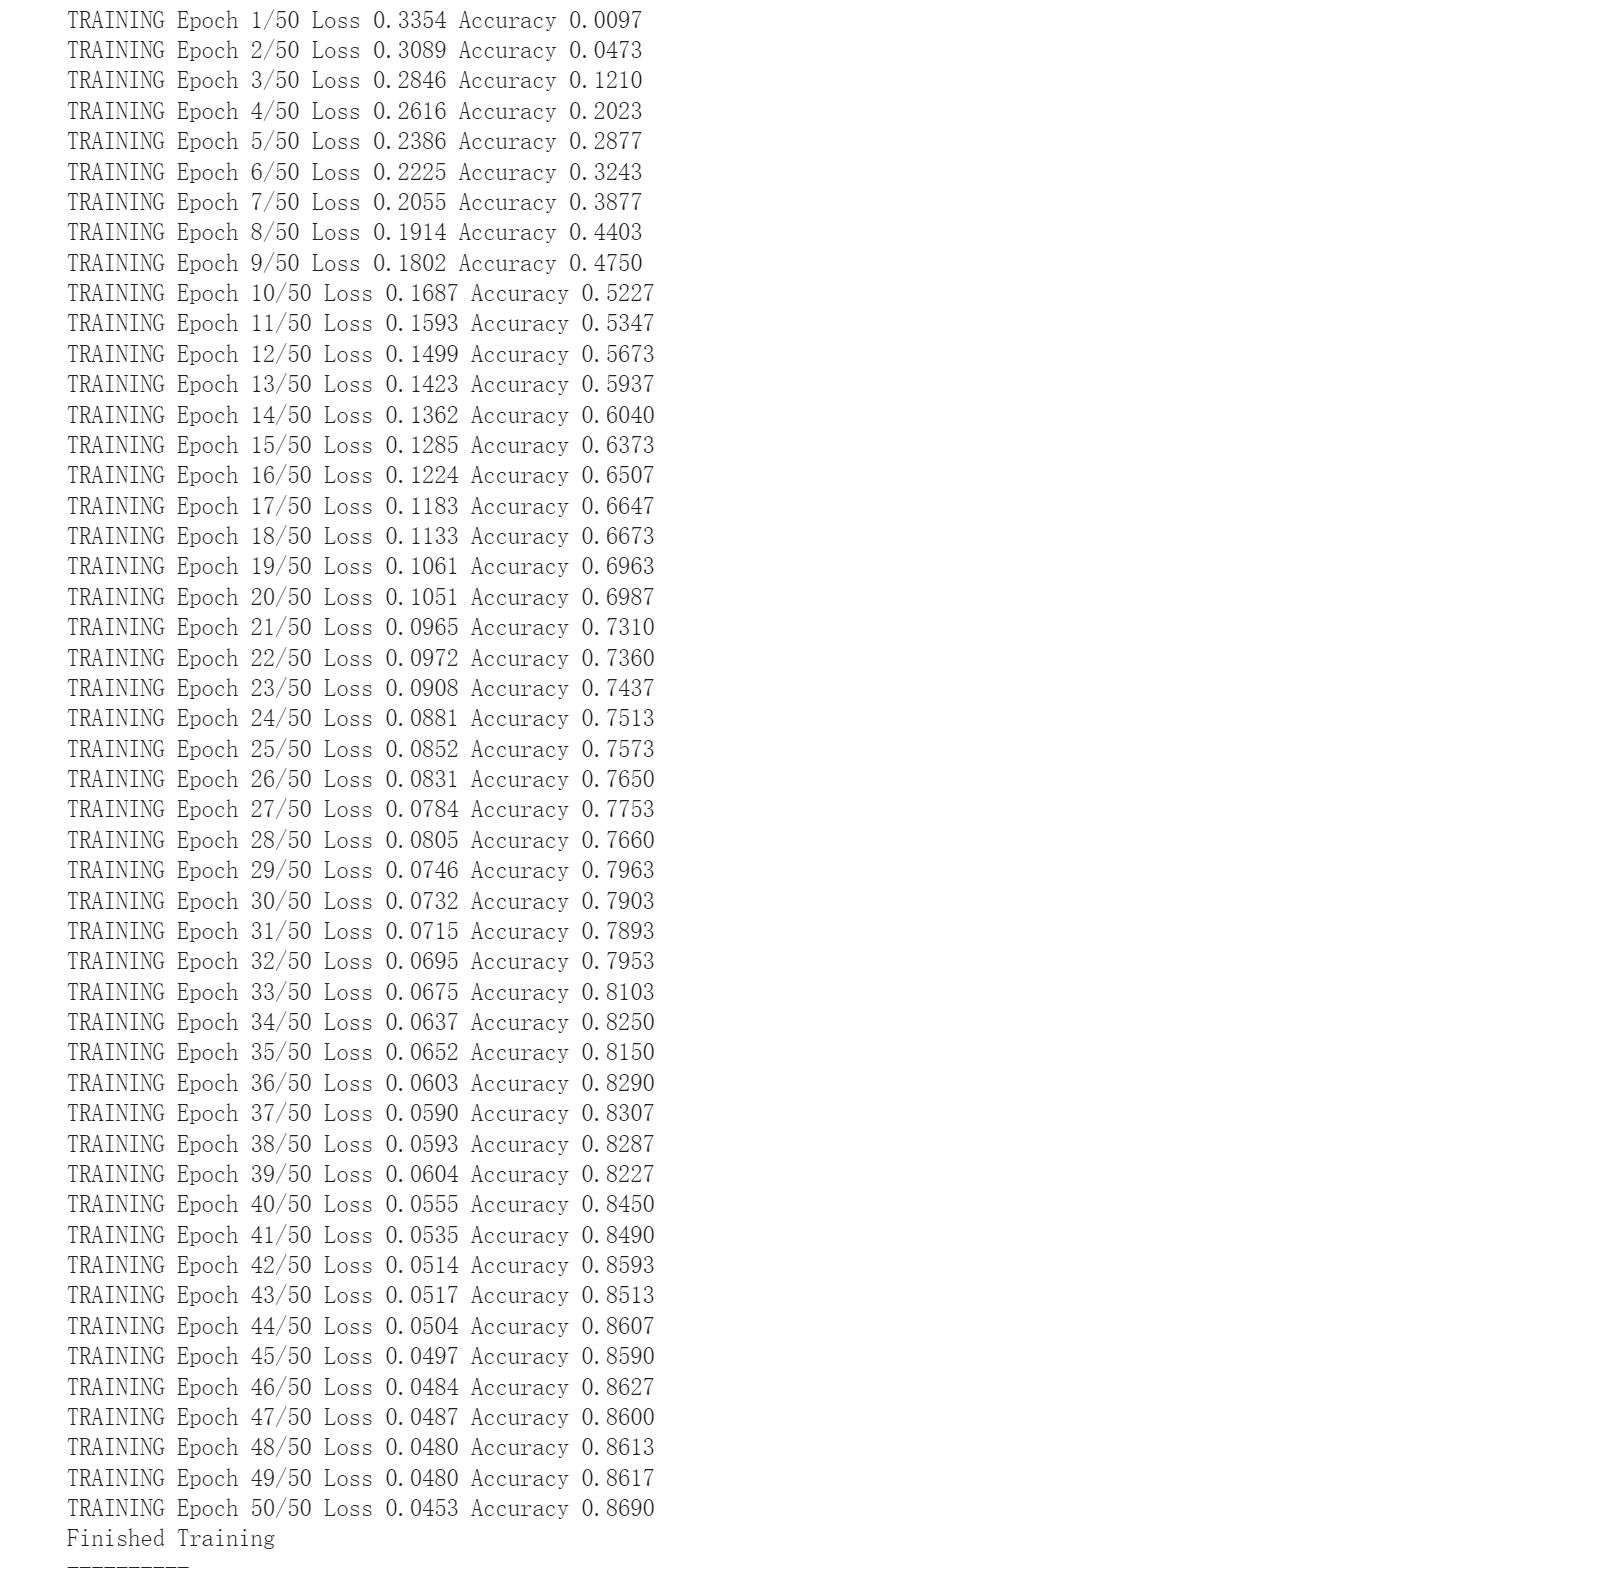 TRAINING Epoch 1/50 Loss 0.3354 Accuracy 0.0097
TRAINING Epoch 2/50 Loss 0.3089 Accuracy 0.0473
TRAINING Epoch 3/50 Loss 0.2846 Accuracy 0.1210
TRAINING Epoch 4/50 Loss 0.2616 Accuracy 0.2023
TRAINING Epoch 5/50 Loss 0.2386 Accuracy 0.2877
TRAINING Epoch 6/50 Loss 0.2225 Accuracy 0.3243
TRAINING Epoch 7/50 Loss 0.2055 Accuracy 0.3877
TRAINING Epoch 8/50 Loss 0.1914 Accuracy 0.4403
TRAINING Epoch 9/50 Loss 0.1802 Accuracy 0.4750
TRAINING Epoch 10/50 Loss 0.1687 Accuracy 0.5227
TRAINING Epoch 11/50 Loss 0.1593 Accuracy 0.5347
TRAINING Epoch 12/50 Loss 0.1499 Accuracy 0.5673
TRAINING Epoch 13/50 Loss 0.1423 Accuracy 0.5937
TRAINING Epoch 14/50 Loss 0.1362 Accuracy 0.6040
TRAINING Epoch 15/50 Loss 0.1285 Accuracy 0.6373
TRAINING Epoch 16/50 Loss 0.1224 Accuracy 0.6507
TRAINING Epoch 17/50 Loss 0.1183 Accuracy 0.6647
TRAINING Epoch 18/50 Loss 0.1133 Accuracy 0.6673
TRAINING Epoch 19/50 Loss 0.1061 Accuracy 0.6963
TRAINING Epoch 20/50 Loss 0.1051 Accuracy 0.6987
TRAINING Epoch 21/50 Loss 0.0965 Accuracy 0.7310
TRAINING Epoch 22/50 Loss 0.0972 Accuracy 0.7360
TRAINING Epoch 23/50 Loss 0.0908 Accuracy 0.7437
TRAINING Epoch 24/50 Loss 0.0881 Accuracy 0.7513
TRAINING Epoch 25/50 Loss 0.0852 Accuracy 0.7573
TRAINING Epoch 26/50 Loss 0.0831 Accuracy 0.7650
TRAINING Epoch 27/50 Loss 0.0784 Accuracy 0.7753
TRAINING Epoch 28/50 Loss 0.0805 Accuracy 0.7660
TRAINING Epoch 29/50 Loss 0.0746 Accuracy 0.7963
TRAINING Epoch 30/50 Loss 0.0732 Accuracy 0.7903
TRAINING Epoch 31/50 Loss 0.0715 Accuracy 0.7893
TRAINING Epoch 32/50 Loss 0.0695 Accuracy 0.7953
TRAINING Epoch 33/50 Loss 0.0675 Accuracy 0.8103
TRAINING Epoch 34/50 Loss 0.0637 Accuracy 0.8250
TRAINING Epoch 35/50 Loss 0.0652 Accuracy 0.8150
TRAINING Epoch 36/50 Loss 0.0603 Accuracy 0.8290
TRAINING Epoch 37/50 Loss 0.0590 Accuracy 0.8307
TRAINING Epoch 38/50 Loss 0.0593 Accuracy 0.8287
TRAINING Epoch 39/50 Loss 0.0604 Accuracy 0.8227
TRAINING Epoch 40/50 Loss 0.0555 Accuracy 0.8450
TRAINING Epoch 41/50 Loss 0.0535 Accuracy 0.8490
TRAINING Epoch 42/50 Loss 0.0514 Accuracy 0.8593
TRAINING Epoch 43/50 Loss 0.0517 Accuracy 0.8513
TRAINING Epoch 44/50 Loss 0.0504 Accuracy 0.8607
TRAINING Epoch 45/50 Loss 0.0497 Accuracy 0.8590
TRAINING Epoch 46/50 Loss 0.0484 Accuracy 0.8627
TRAINING Epoch 47/50 Loss 0.0487 Accuracy 0.8600
TRAINING Epoch 48/50 Loss 0.0480 Accuracy 0.8613
TRAINING Epoch 49/50 Loss 0.0480 Accuracy 0.8617
TRAINING Epoch 50/50 Loss 0.0453 Accuracy 0.8690
Finished Training
----------